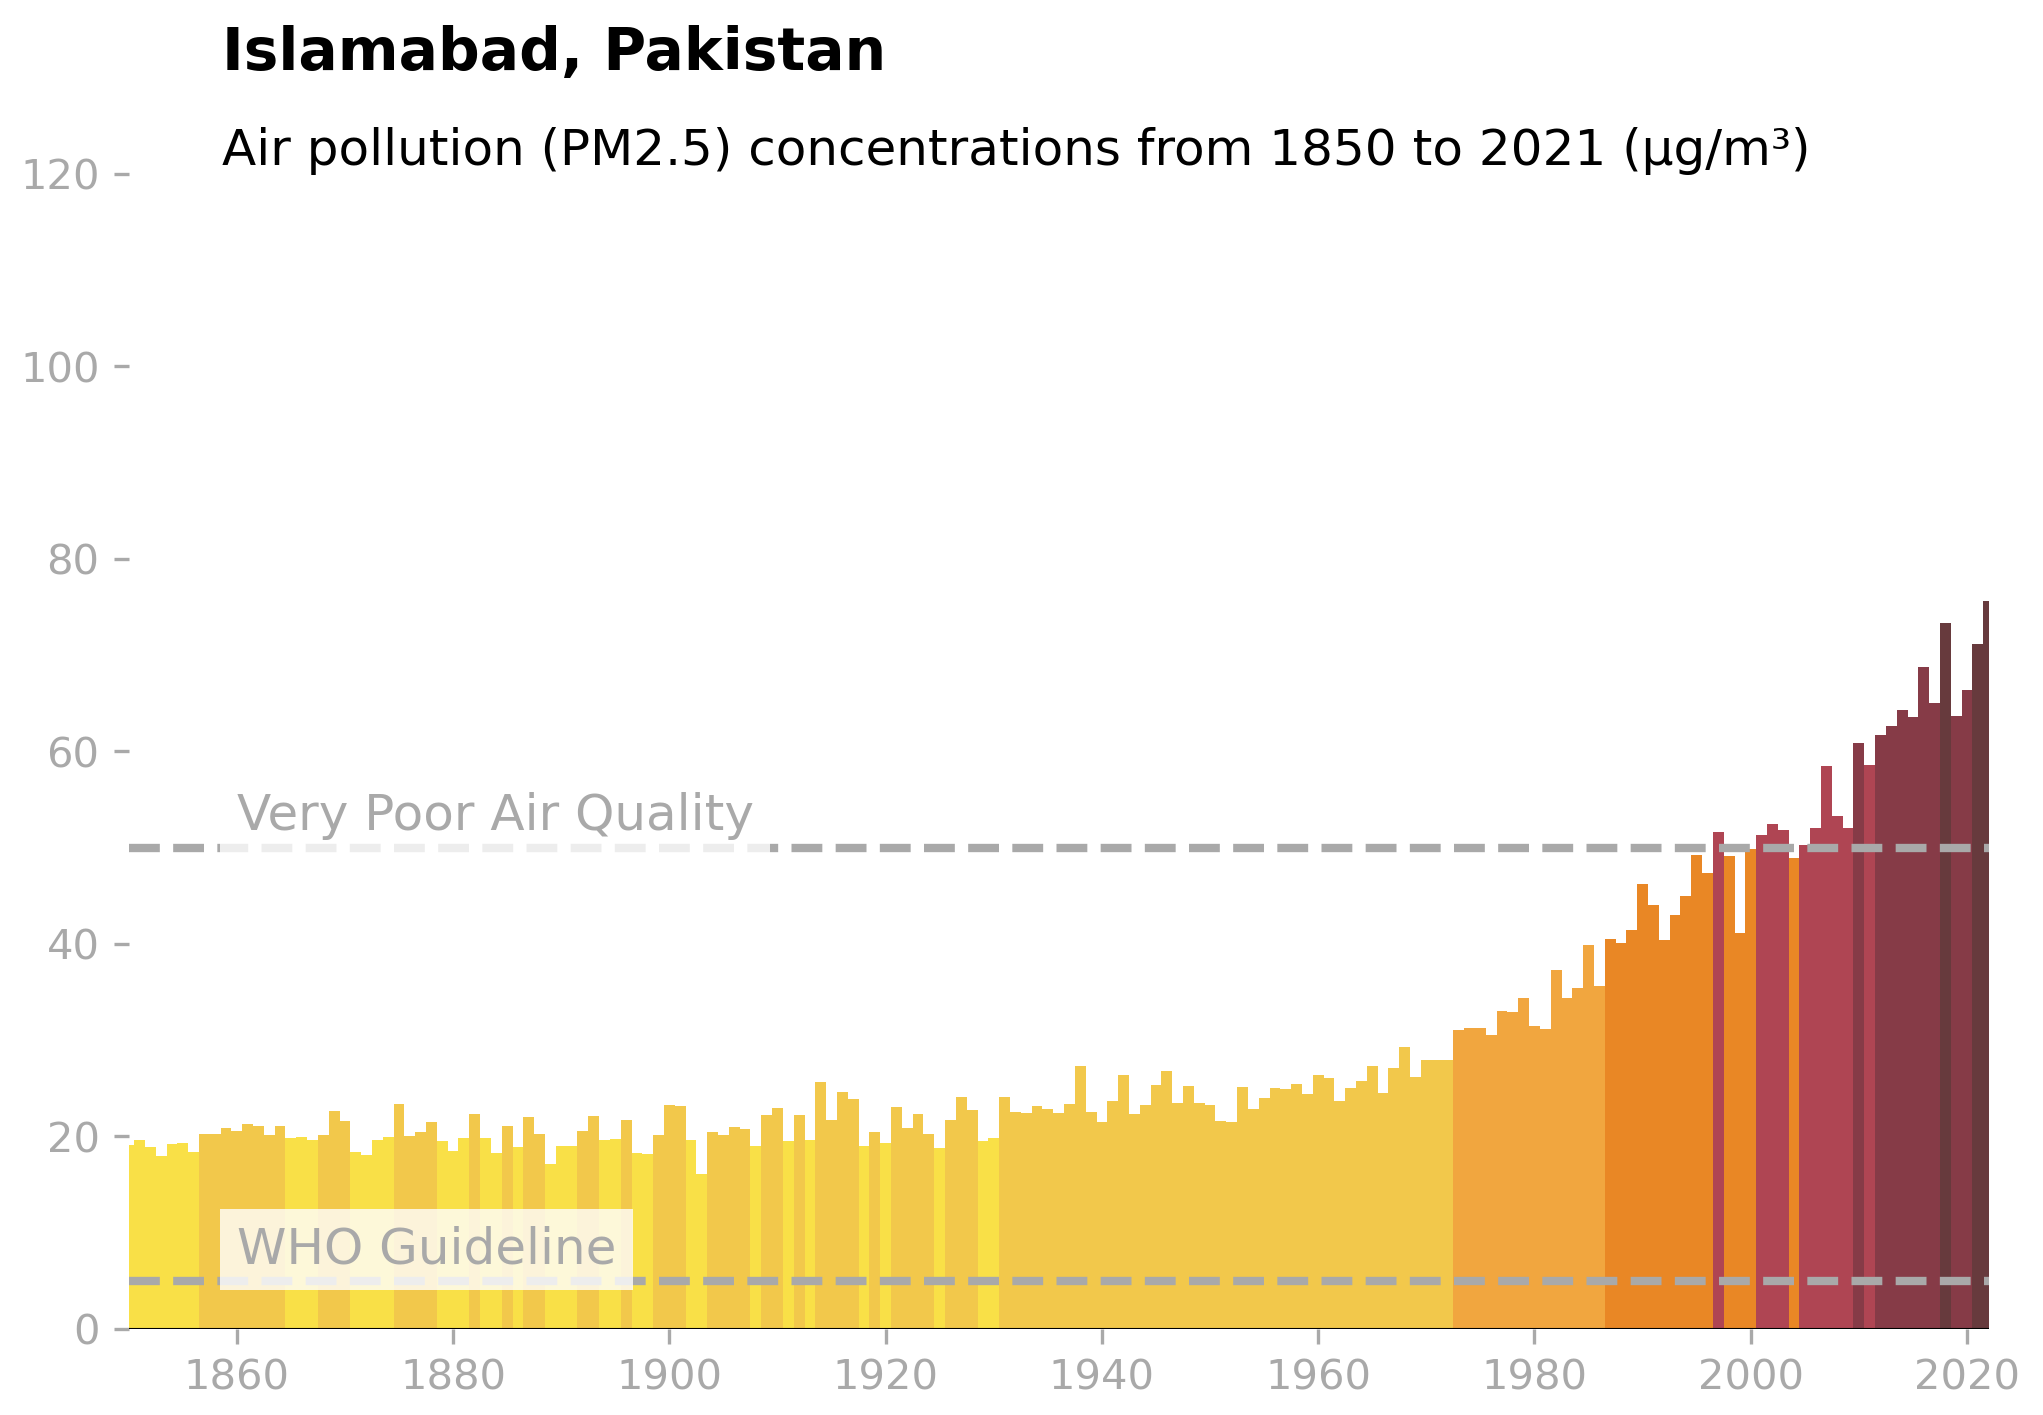 Islamabad, Pakistan
Air pollution (PM2.5) concentrations from 1850 to 2021 (µg/m³)
120
100
80
60
Very Poor Air Quality
40
20
WHO Guideline
0
1860 1880 1900 1920 1940 1960 1980 2000 2020